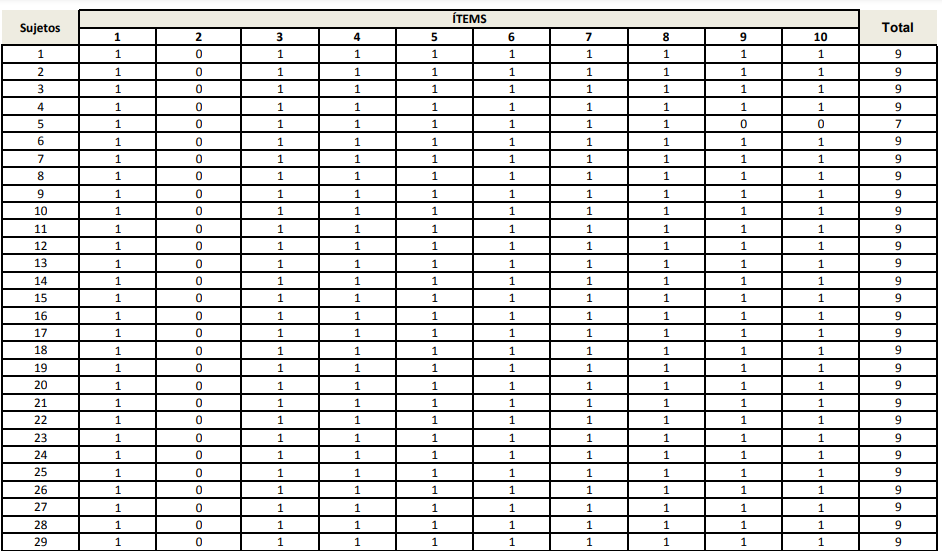 Sujetos ÍTEMS Total
1 2 3 4 5 6 7 8 9 10
1 1 0 1 1 1 1 1 1 1 1 9
2 1 0 1 1 1 1 1 1 1 1 9
3 1 0 1 1 1 1 1 1 1 1 9
4 1 0 1 1 1 1 1 1 1 1 9
5 1 0 1 1 1 1 1 1 0 0 7
6 1 0 1 1 1 1 1 1 1 1 9
7 1 0 1 1 1 1 1 1 1 1 9
8 1 0 1 1 1 1 1 1 1 1 9
9 1 0 1 1 1 1 1 1 1 1 9
10 1 0 1 1 1 1 1 1 1 1 9
11 1 0 1 1 1 1 1 1 1 1 9
12 1 0 1 1 1 1 1 1 1 1 9
13 1 0 1 1 1 1 1 1 1 1 9
14 1 0 1 1 1 1 1 1 1 1 9
15 1 0 1 1 1 1 1 1 1 1 9
16 1 0 1 1 1 1 1 1 1 1 9
17 1 0 1 1 1 1 1 1 1 1 9
18 1 0 1 1 1 1 1 1 1 1 9
19 1 0 1 1 1 1 1 1 1 1 9
20 1 0 1 1 1 1 1 1 1 1 9
21 1 0 1 1 1 1 1 1 1 1 9
22 1 0 1 1 1 1 1 1 1 1 9
23 1 0 1 1 1 1 1 1 1 1 9
24 1 0 1 1 1 1 1 1 1 1 9
25 1 0 1 1 1 1 1 1 1 1 9
26 1 0 1 1 1 1 1 1 1 1 9
27 1 0 1 1 1 1 1 1 1 1 9
28 1 0 1 1 1 1 1 1 1 1 9
29 1 0 1 1 1 1 1 1 1 1 9